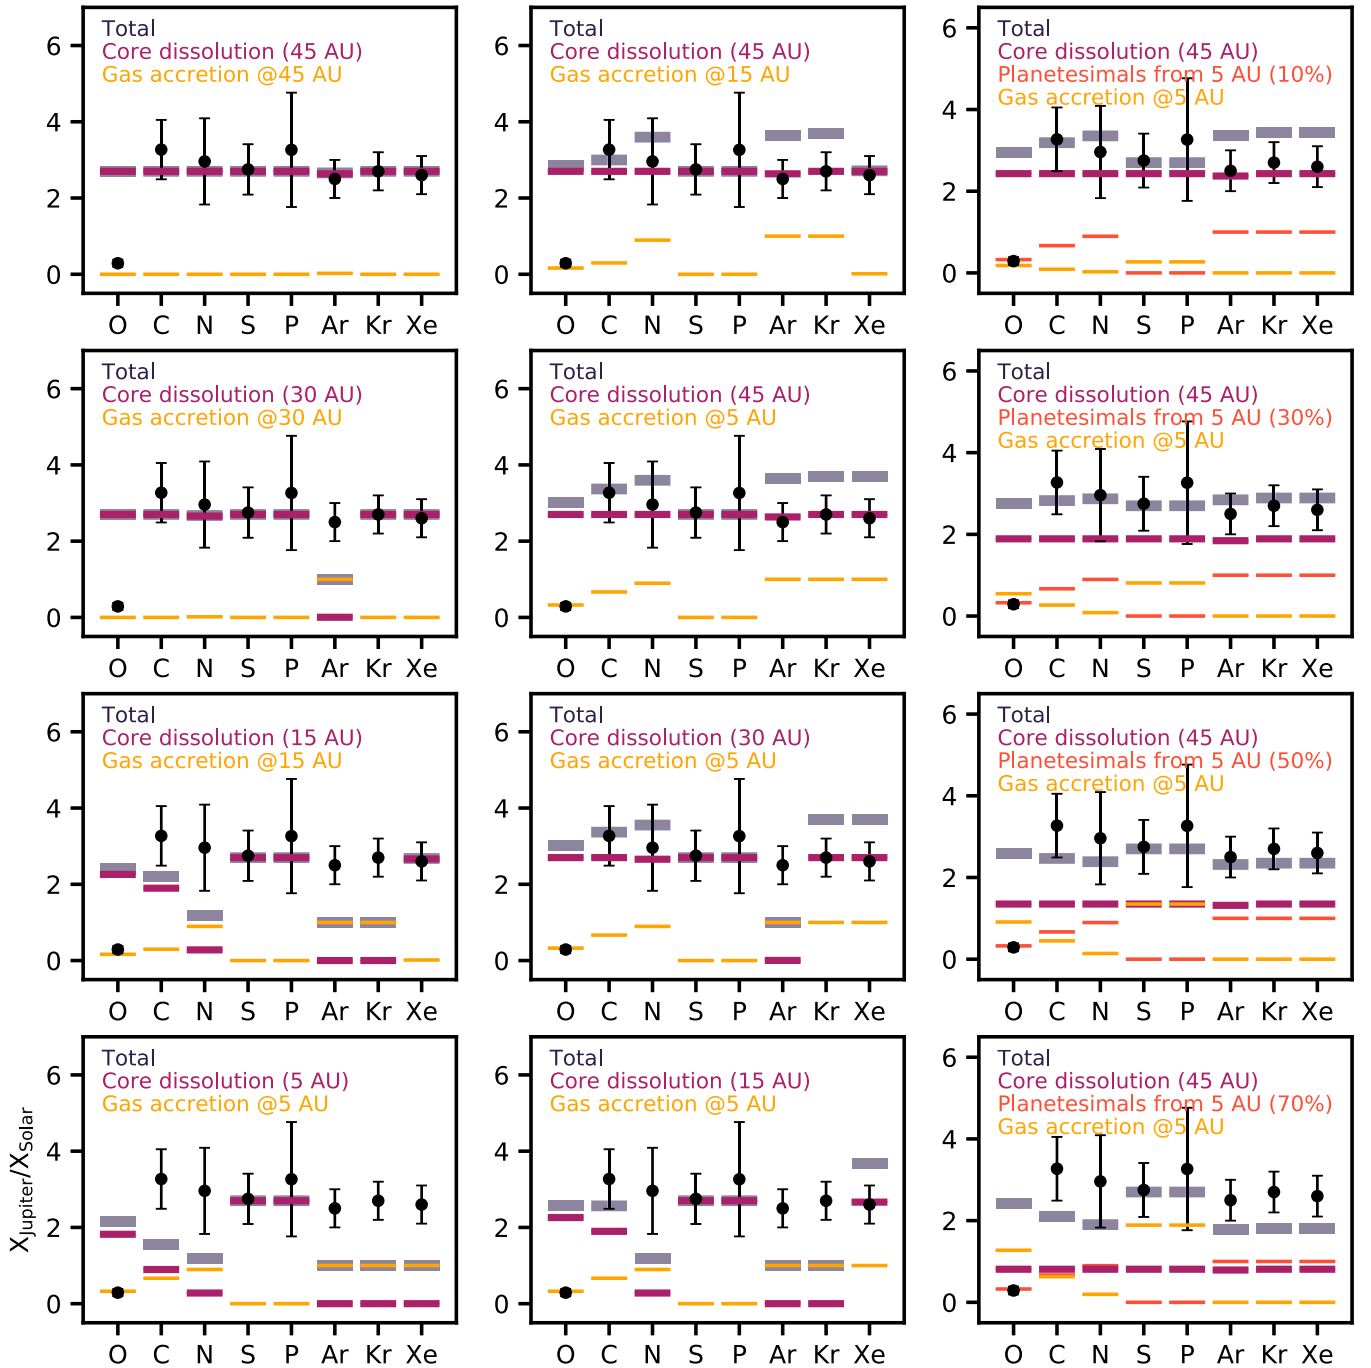 Total
Core dissolution (45 AU)
Gas accretion @45 AU
6
4
2
0
O C N S P Ar Kr Xe
Total
Core dissolution (45 AU)
Gas accretion @15 AU
6
4
2
0
O C N S P Ar Kr Xe
Total
Core dissolution (45 AU)
Planetesimals from 5 AU (10%)
Gas accretion @5 AU
6
4
2
0
O C N S P Ar Kr Xe
Total
Core dissolution (30 AU)
Gas accretion @30 AU
6
4
2
0
O C N S P Ar Kr Xe
Total
Core dissolution (45 AU)
Gas accretion @5 AU
6
4
2
0
O C N S P Ar Kr Xe
Total
Core dissolution (45 AU)
Planetesimals from 5 AU (30%)
Gas accretion @5 AU
6
4
2
0
O C N S P Ar Kr Xe
Total
Core dissolution (15 AU)
Gas accretion @15 AU
6
4
2
0
O C N S P Ar Kr Xe
Total
Core dissolution (30 AU)
Gas accretion @5 AU
6
4
2
0
O C N S P Ar Kr Xe
Total
Core dissolution (45 AU)
Planetesimals from 5 AU (50%)
Gas accretion @5 AU
6
4
2
0
O C N S P Ar Kr Xe
X_Jupiter/X_Solar
Total
Core dissolution (5 AU)
Gas accretion @5 AU
6
4
2
0
O C N S P Ar Kr Xe
Total
Core dissolution (15 AU)
Gas accretion @5 AU
6
4
2
0
O C N S P Ar Kr Xe
Total
Core dissolution (45 AU)
Planetesimals from 5 AU (70%)
Gas accretion @5 AU
6
4
2
0
O C N S P Ar Kr Xe